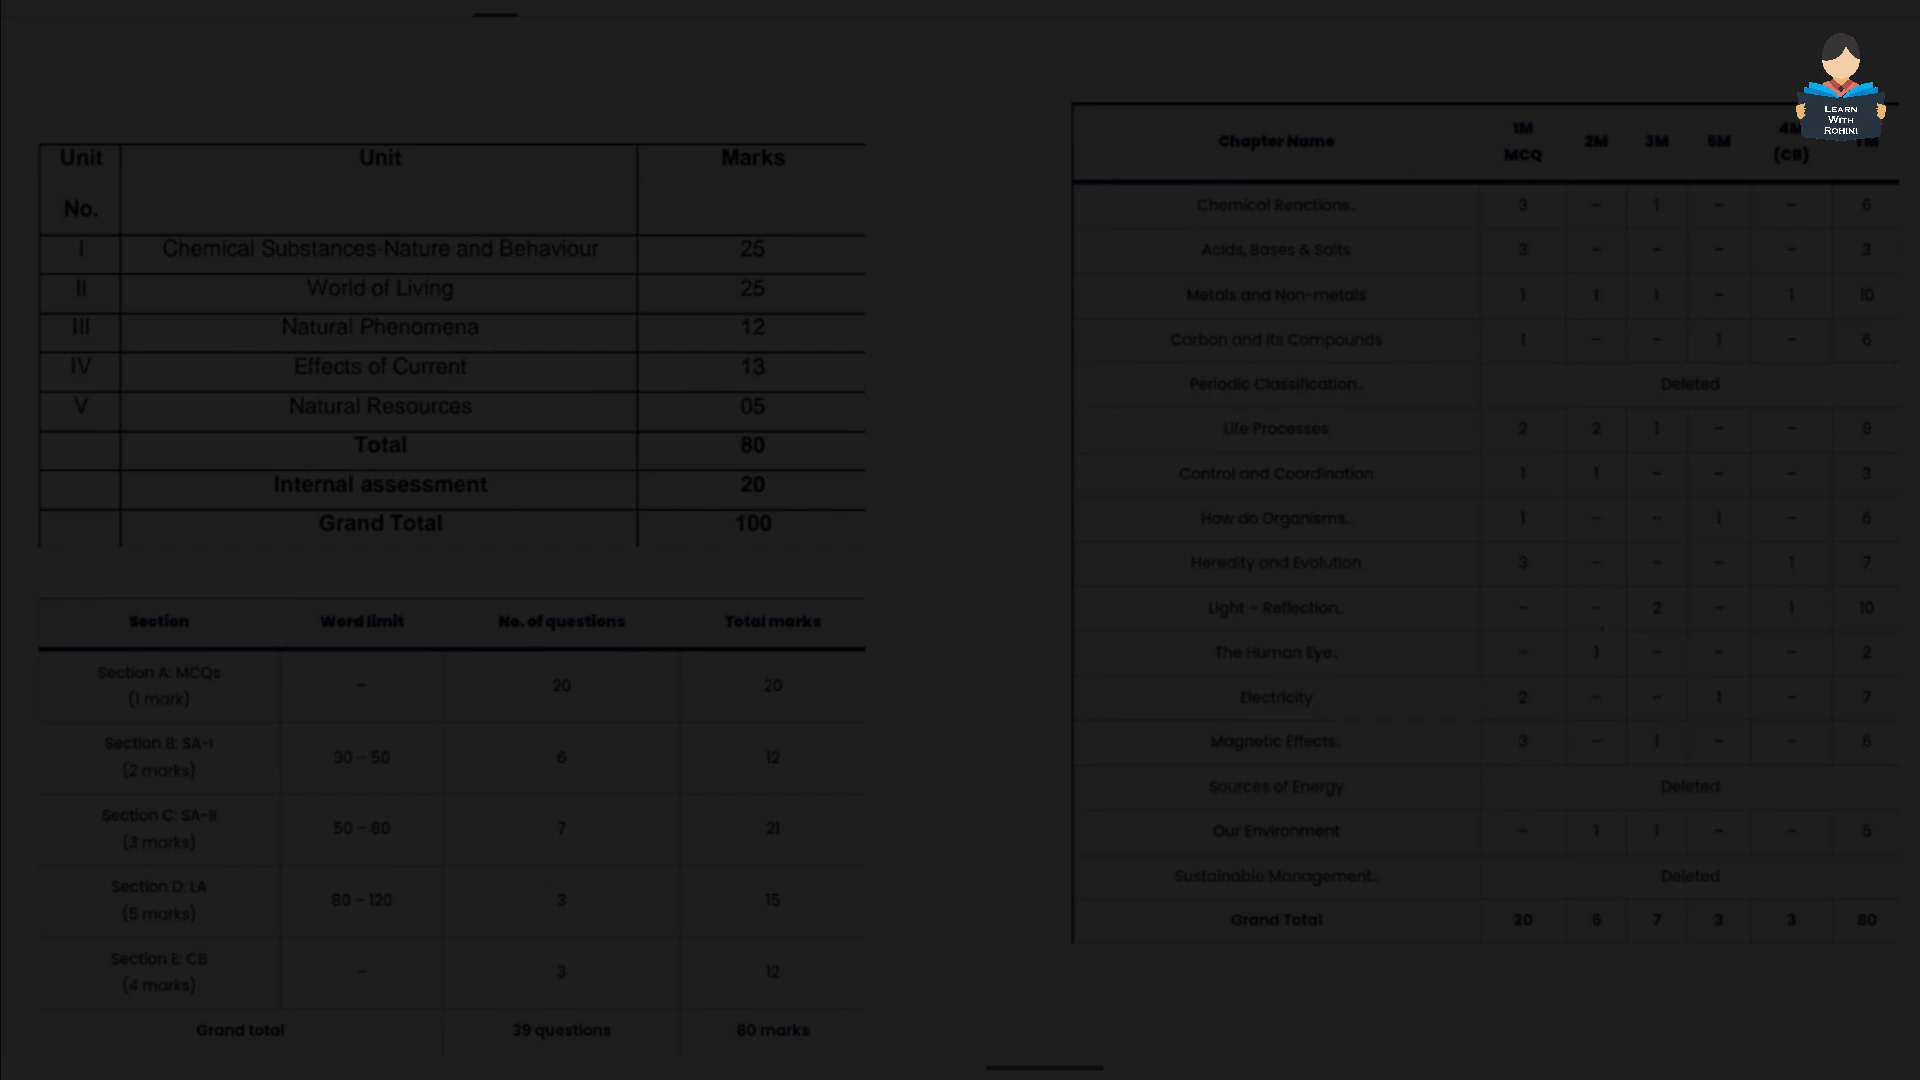 Unit Unit Marks
No.
I Chemical Substances-Nature and Behaviour 25
II World of Living 25
III Natural Phenomena 12
IV Effects of Current 13
V Natural Resources 05
Total 80
Internal assessment 20
Grand Total 100
Section Word limit No. of questions Total marks
Section A: MCQs
(1 mark) - 20 20
Section B: SA-I
(2 marks) 30 - 50 6 12
Section C: SA-II
(3 marks) 50 - 80 7 21
Section D: LA
(5 marks) 80 - 120 3 15
Section E: CB
(4 marks) - 3 12
Grand total 39 questions 80 marks
LEARN
WITH
ROHINI
Chapter Name 1M MCQ 2M 3M 5M 4M (CB) TM
Chemical Reactions.. 3 - 1 - - 6
Acids, Bases & Salts 3 - - - - 3
Metals and Non-metals 1 1 1 - 1 10
Carbon and its Compounds 1 - - 1 - 6
Periodic Classification.. Deleted
Life Processes 2 2 1 - - 9
Control and Coordination 1 1 - - - 3
How do Organisms.. 1 - - 1 - 6
Heredity and Evolution 3 - - - 1 7
Light - Reflection.. - - 2 - 1 10
The Human Eye.. - 1 - - - 2
Electricity 2 - - 1 - 7
Magnetic Effects.. 3 - 1 - - 6
Sources of Energy Deleted
Our Environment - 1 1 - - 5
Sustainable Management.. Deleted
Grand Total 20 6 7 3 3 80